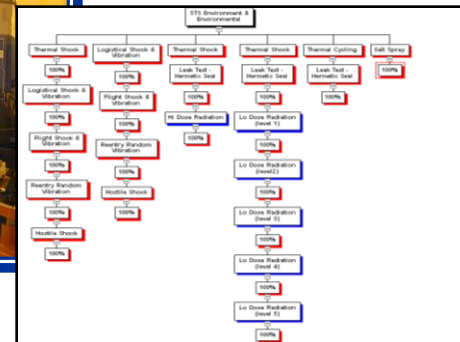 STS Environment &
Environmental
Thermal Shock
100%
Logistical Shock &
Vibration
100%
Flight Shock &
Vibration
100%
Reentry Random
Vibration
100%
Hostile Shock
100%
Logistical Shock &
Vibration
100%
Flight Shock &
Vibration
100%
Reentry Random
Vibration
100%
Hostile Shock
100%
Thermal Shock
Leak Test -
Hermetic Seal
100%
Hi Dose Radiation
100%
Thermal Shock
Leak Test -
Hermetic Seal
100%
Lo Dose Radiation
(level 1)
100%
Lo Dose Radiation
(level2)
100%
Lo Dose Radiation
(level 3)
100%
Lo Dose Radiation
(level 4)
100%
Lo Dose Radiation
(level 5)
100%
Thermal Cycling
Leak Test -
Hermetic Seal
100%
Salt Spray
100%